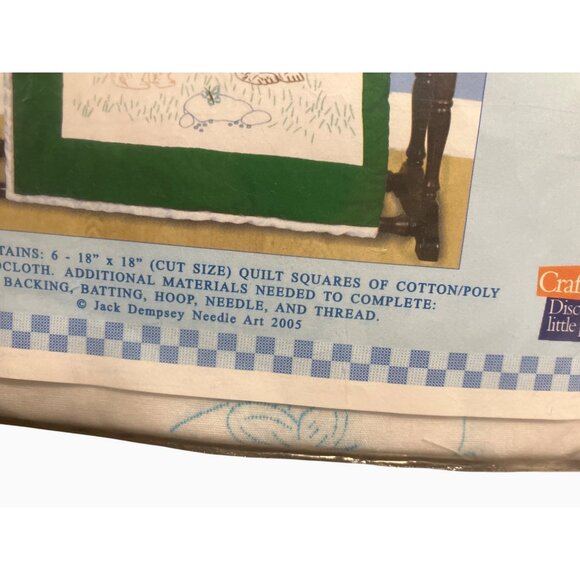 TAINS: 6 - 18" x 18" (CUT SIZE) QUILT SQUARES OF COTTON/POLY
DCLOTH. ADDITIONAL MATERIALS NEEDED TO COMPLETE:
BACKING, BATTING, HOOP, NEEDLE, AND THREAD.
© Jack Dempsey Needle Art 2005
Craf
Disc
little